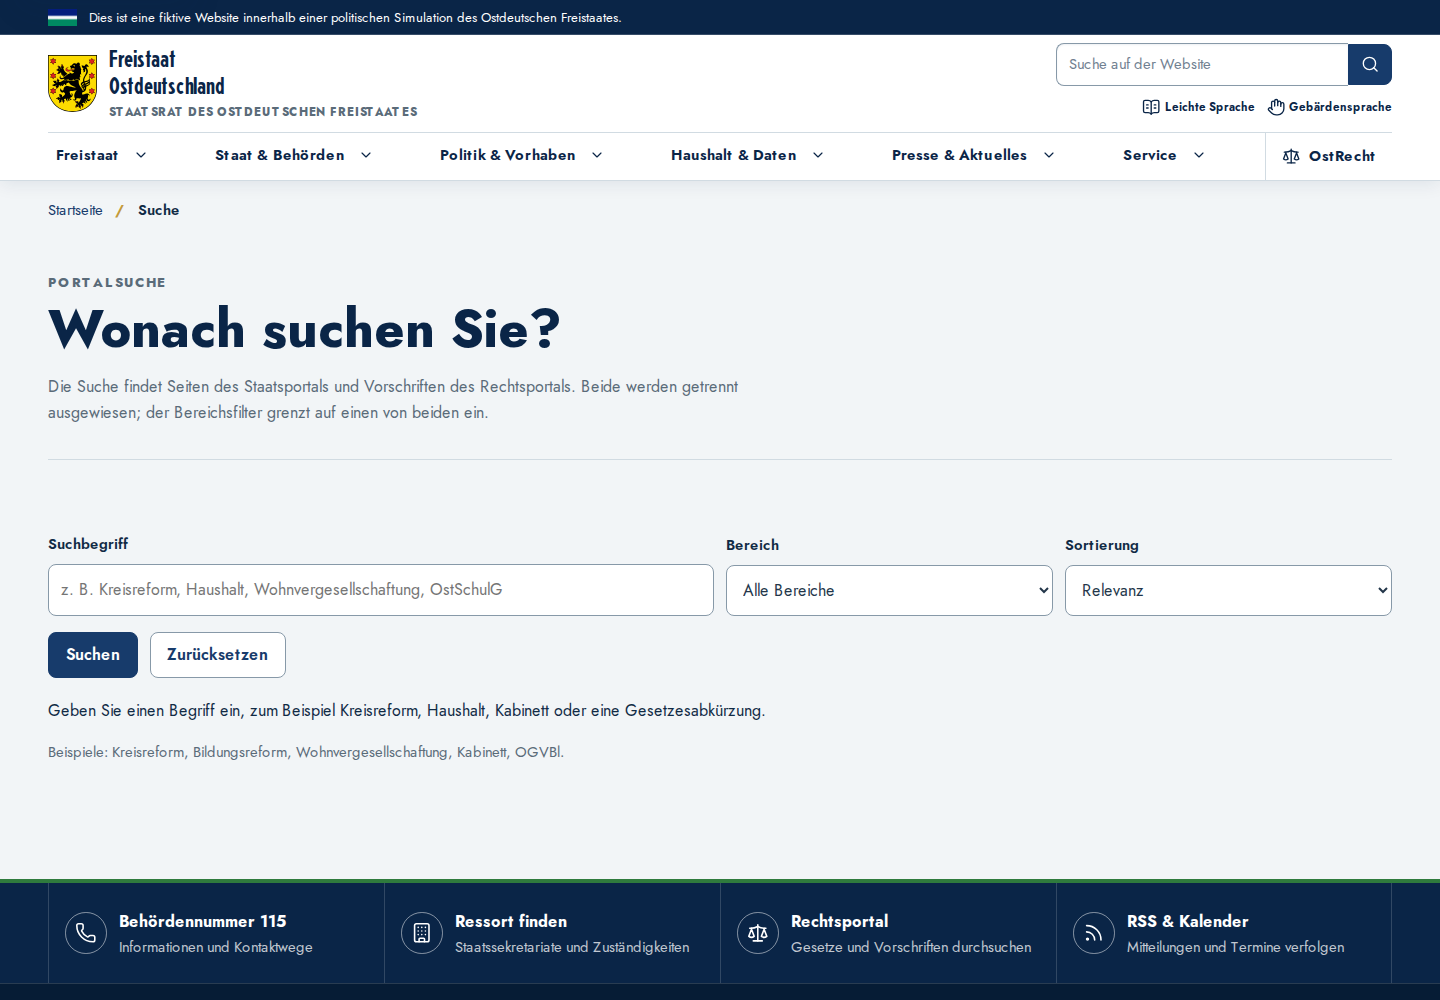 Dies ist eine fiktive Website innerhalb einer politischen Simulation des Ostdeutschen Freistaates.
Freistaat
Ostdeutschland
STAATSRAT DES OSTDEUTSCHEN FREISTAATES
Suche auf der Website
Leichte Sprache
Gebärdensprache
Freistaat
Staat & Behörden
Politik & Vorhaben
Haushalt & Daten
Presse & Aktuelles
Service
OstRecht
Startseite / Suche
PORTALSUCHE
Wonach suchen Sie?
Die Suche findet Seiten des Staatsportals und Vorschriften des Rechtsportals. Beide werden getrennt
ausgewiesen; der Bereichsfilter grenzt auf einen von beiden ein.
Suchbegriff
Bereich
Sortierung
z. B. Kreisreform, Haushalt, Wohnvergesellschaftung, OstSchulG
Alle Bereiche
Relevanz
Suchen
Zurücksetzen
Geben Sie einen Begriff ein, zum Beispiel Kreisreform, Haushalt, Kabinett oder eine Gesetzesabkürzung.
Beispiele: Kreisreform, Bildungsreform, Wohnvergesellschaftung, Kabinett, OGVBl.
Behördennummer 115
Informationen und Kontaktwege
Ressort finden
Staatssekretariate und Zuständigkeiten
Rechtsportal
Gesetze und Vorschriften durchsuchen
RSS & Kalender
Mitteilungen und Termine verfolgen